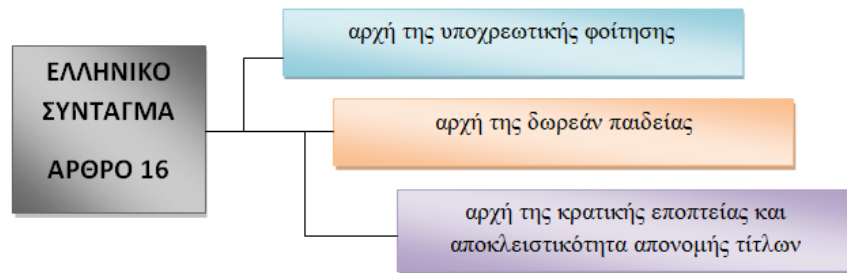 ΕΛΛΗΝΙΚΟ
ΣΥΝΤΑΓΜΑ
ΑΡΘΡΟ 16
αρχή της υποχρεωτικής φοίτησης
αρχή της δωρεάν παιδείας
αρχή της κρατικής εποπτείας και
αποκλειστικότητα απονομής τίτλων